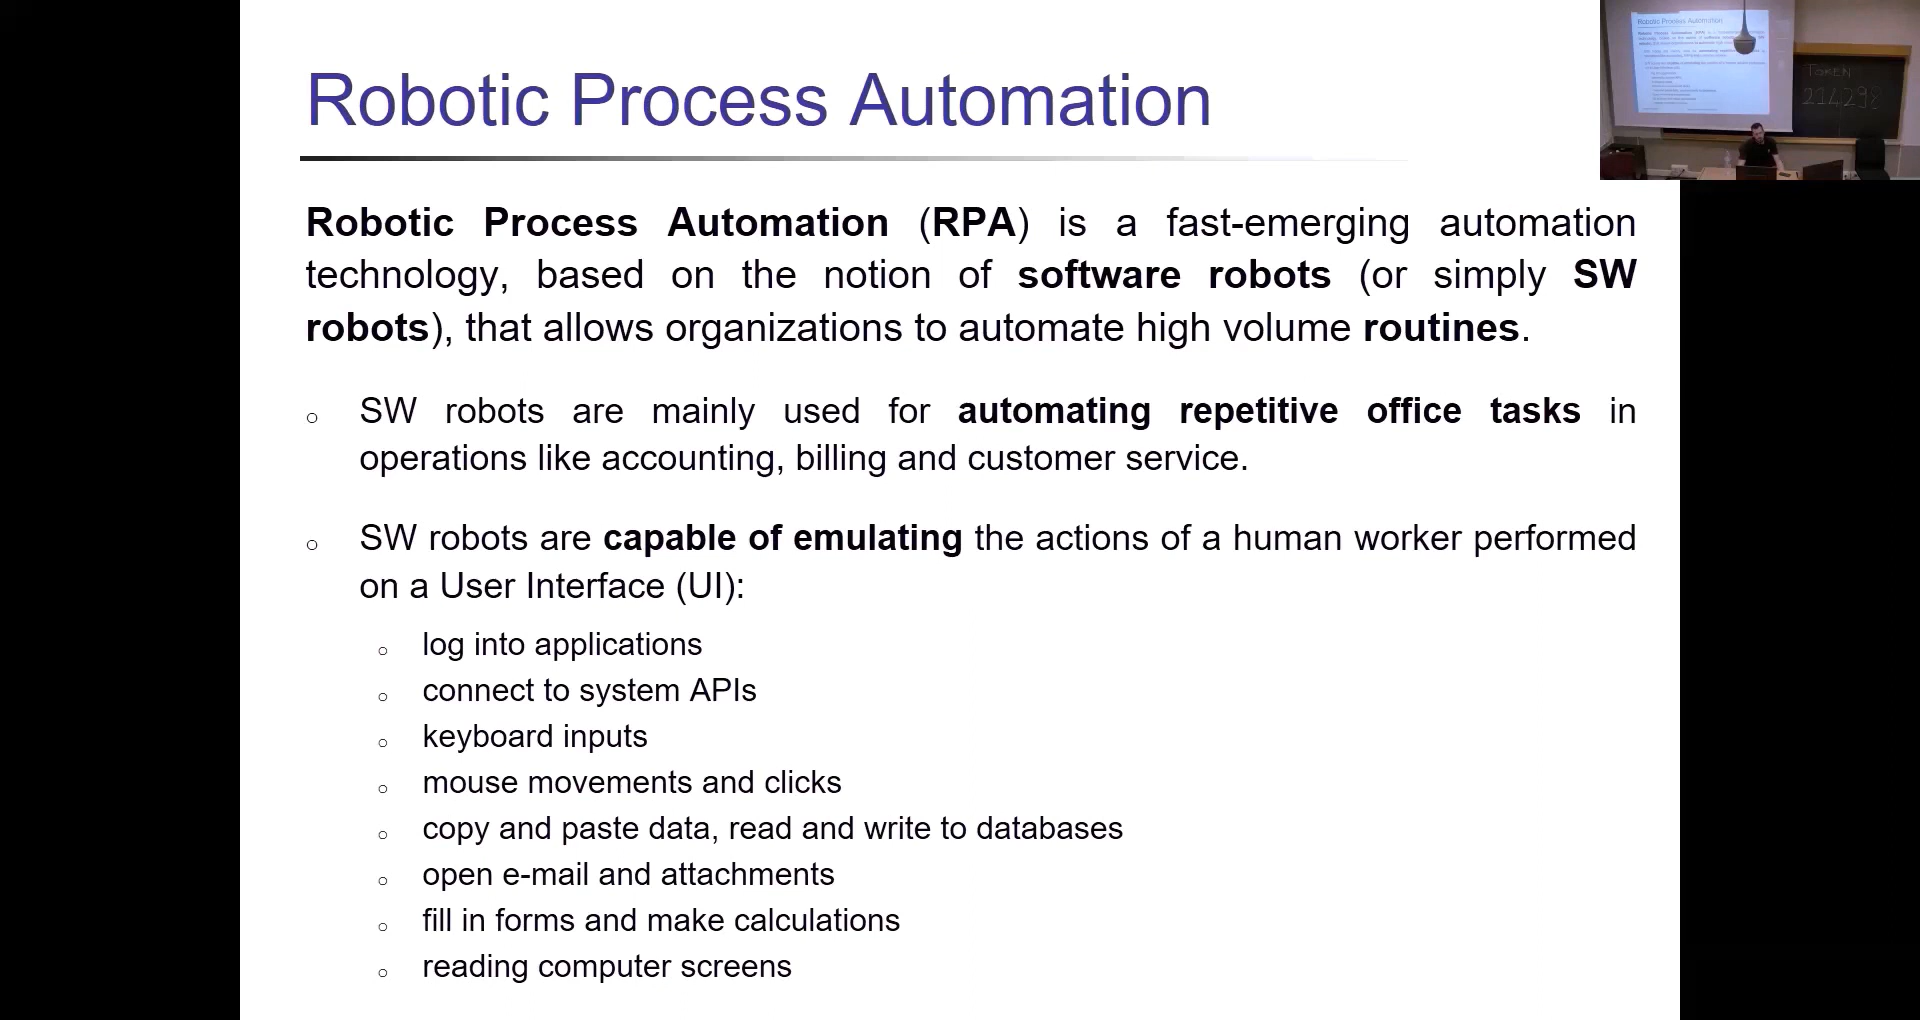 Robotic Process Automation
Robotic Process Automation (RPA) is a fast-emerging automation
technology, based on the notion of software robots (or simply SW
robots), that allows organizations to automate high volume routines.
SW robots are mainly used for automating repetitive office tasks in
operations like accounting, billing and customer service.
SW robots are capable of emulating the actions of a human worker performed
on a User Interface (UI):
log into applications
connect to system APIs
keyboard inputs
mouse movements and clicks
copy and paste data, read and write to databases
open e-mail and attachments
fill in forms and make calculations
reading computer screens
Robotic Process Automation
TOKEN